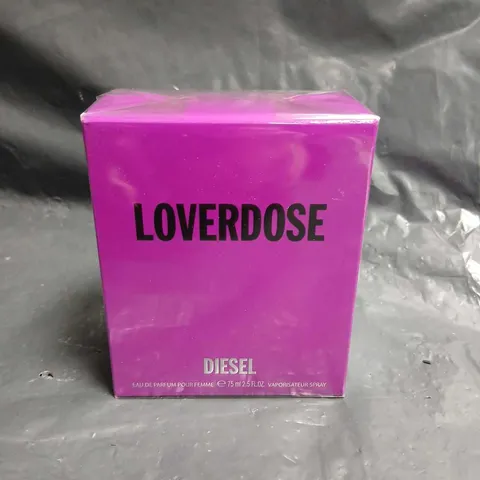 LOVERDOSE
DIESEL
EAU DE PARFUM POUR FEMME ℮ 75 ml 2.5 FL.OZ. VAPORISATEUR SPRAY